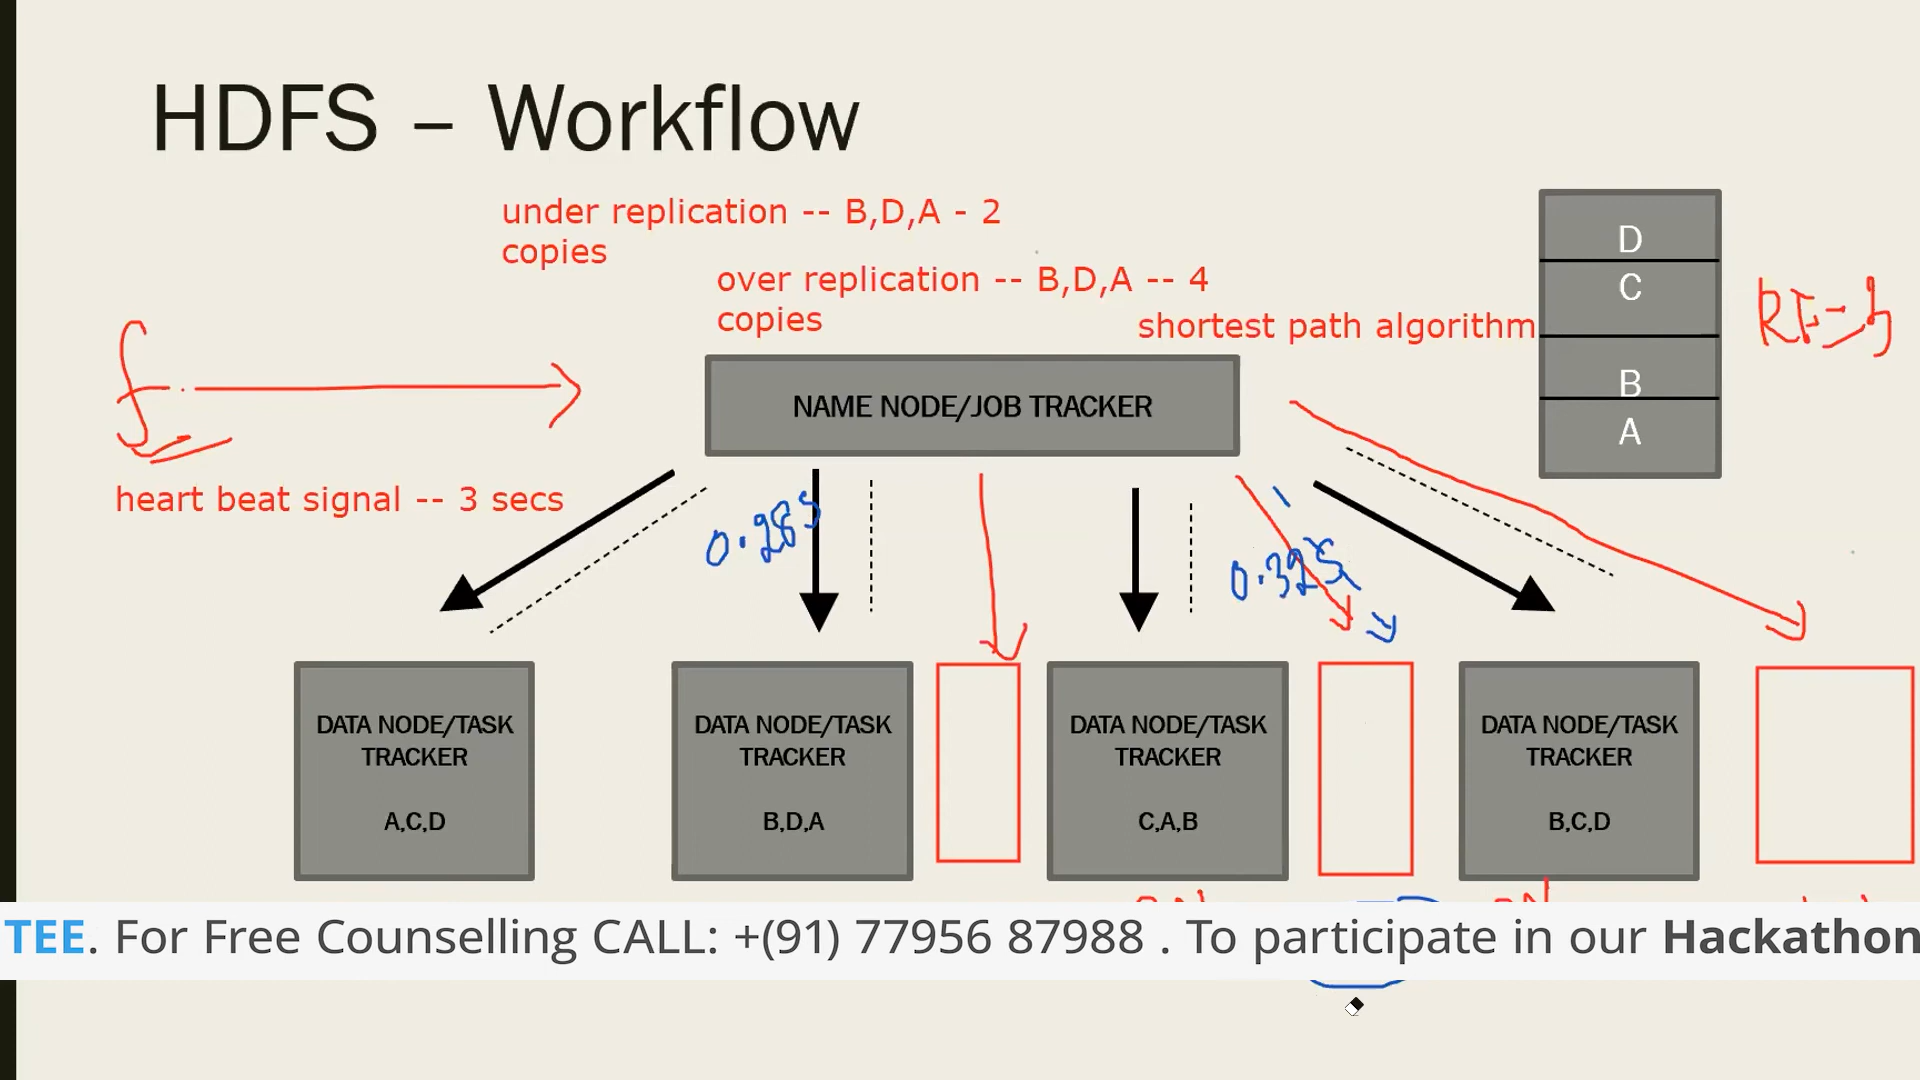 HDFS – Workflow
under replication -- B,D,A - 2
copies
over replication -- B,D,A -- 4
copies
shortest path algorithm
D
C
B
A
RF=3
NAME NODE/JOB TRACKER
heart beat signal -- 3 secs
0.28s
0.32s
DATA NODE/TASK
TRACKER
A,C,D
DATA NODE/TASK
TRACKER
B,D,A
DATA NODE/TASK
TRACKER
C,A,B
DATA NODE/TASK
TRACKER
B,C,D
TEE. For Free Counselling CALL: +(91) 77956 87988 . To participate in our Hackathon